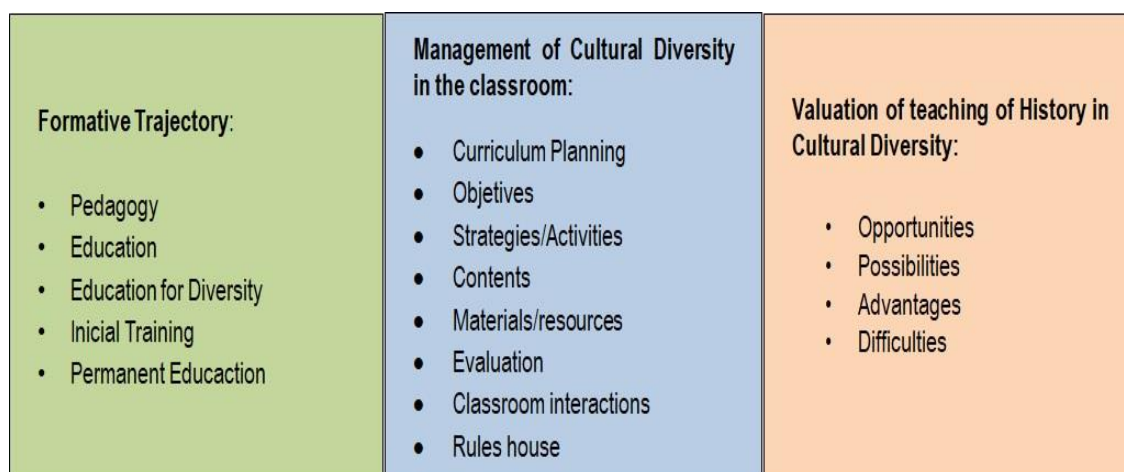 Formative Trajectory:
• Pedagogy
• Education
• Education for Diversity
• Inicial Training
• Permanent Educaction
Management of Cultural Diversity
in the classroom:
• Curriculum Planning
• Objetives
• Strategies/Activities
• Contents
• Materials/resources
• Evaluation
• Classroom interactions
• Rules house
Valuation of teaching of History in
Cultural Diversity:
• Opportunities
• Possibilities
• Advantages
• Difficulties